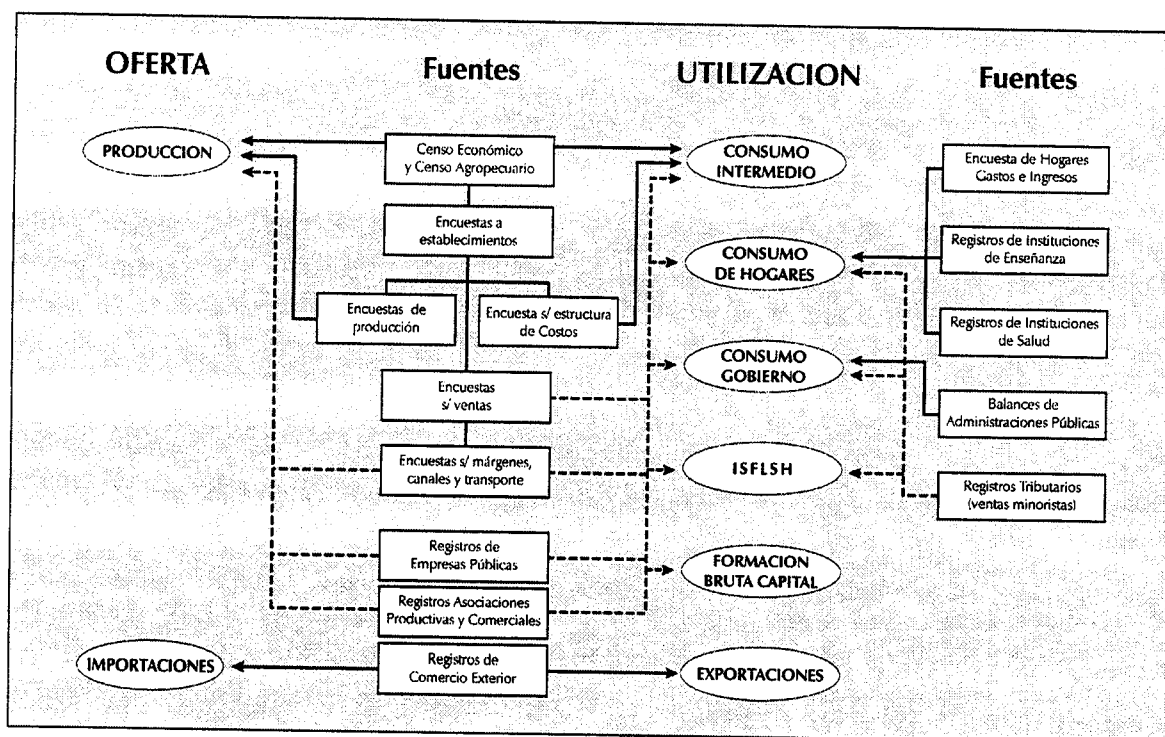 OFERTA
Fuentes
UTILIZACION
Fuentes
PRODUCCION
Censo Económico
y Censo Agropecuario
CONSUMO
INTERMEDIO
Encuesta de Hogares
Gastos e Ingresos
Encuestas a
establecimientos
CONSUMO
DE HOGARES
Registros de Instituciones
de Enseñanza
Encuestas de
producción
Encuesta s/ estructura
de Costos
Registros de Instituciones
de Salud
CONSUMO
GOBIERNO
Encuestas
s/ ventas
Balances de
Administraciones Públicas
Encuestas s/ márgenes,
canales y transporte
ISFLSH
Registros Tributarios
(ventas minoristas)
Registros de
Empresas Públicas
FORMACION
BRUTA CAPITAL
Registros Asociaciones
Productivas y Comerciales
IMPORTACIONES
Registros de
Comercio Exterior
EXPORTACIONES